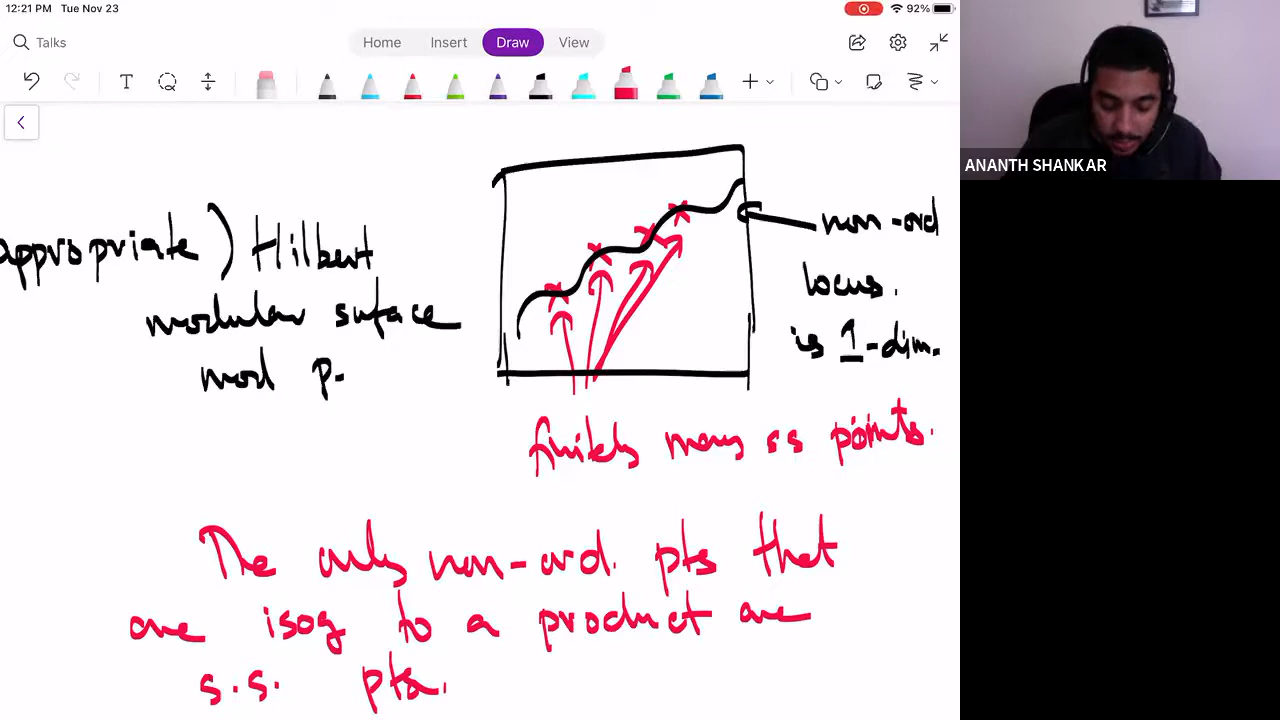 12:21 PM Tue Nov 23
92%
Talks
Home Insert Draw View
ANANTH SHANKAR
appropriate) Hilbert
modular surface
mod p.
non-ord
locus.
is 1-dim.
finitely many ss points.
The only non-ord. pts that
are isog to a product are
s.s. pts.